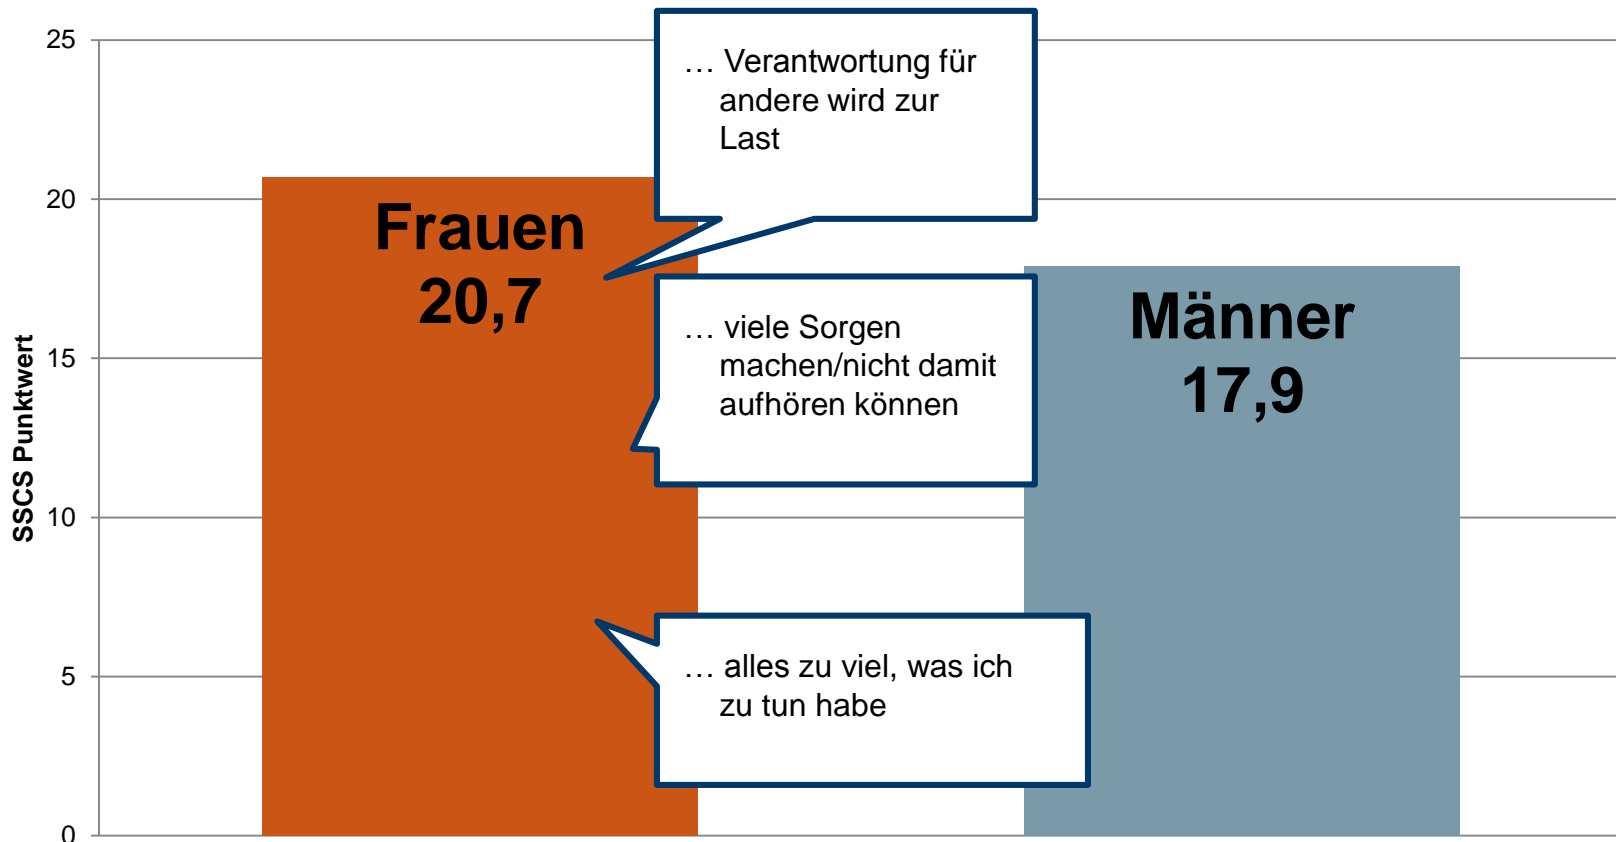 25
20
15
10
5
0
SSCS Punktwert
Frauen
20,7
… Verantwortung für
andere wird zur
Last
… viele Sorgen
machen/nicht damit
aufhören können
… alles zu viel, was ich
zu tun habe
Männer
17,9